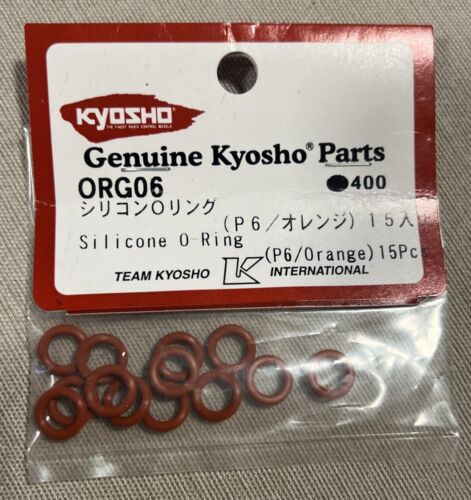 KYOSHO
THE FINEST RADIO CONTROL MODELS
Genuine Kyosho® Parts
ORG06 ●400
シリコンOリング
(P6/オレンジ) 15入
Silicone O-Ring
(P6/Orange) 15Pcs
TEAM KYOSHO K INTERNATIONAL